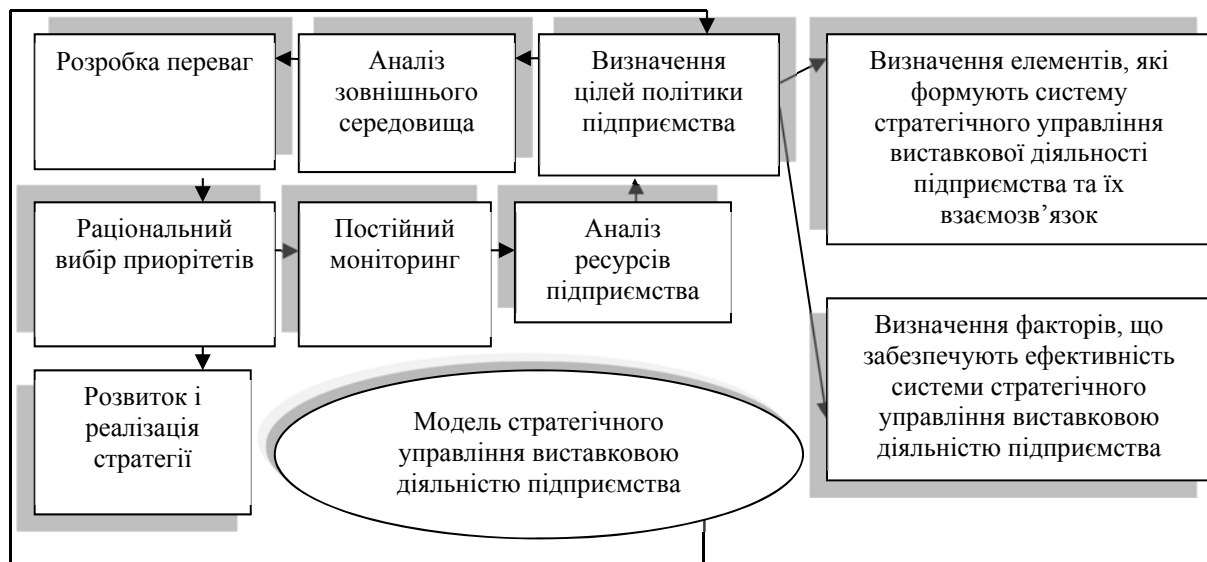 Розробка переваг
Аналіз
зовнішнього
середовища
Визначення
цілей політики
підприємства
Визначення елементів, які
формують систему
стратегічного управління
виставкової діяльності
підприємства та їх
взаємозв’язок
Раціональний
вибір приорітетів
Постійний
моніторинг
Аналіз
ресурсів
підприємства
Визначення факторів, що
забезпечують ефективність
системи стратегічного
управління виставковою
діяльністю підприємства
Розвиток і
реалізація
стратегії
Модель стратегічного
управління виставковою
діяльністю підприємства